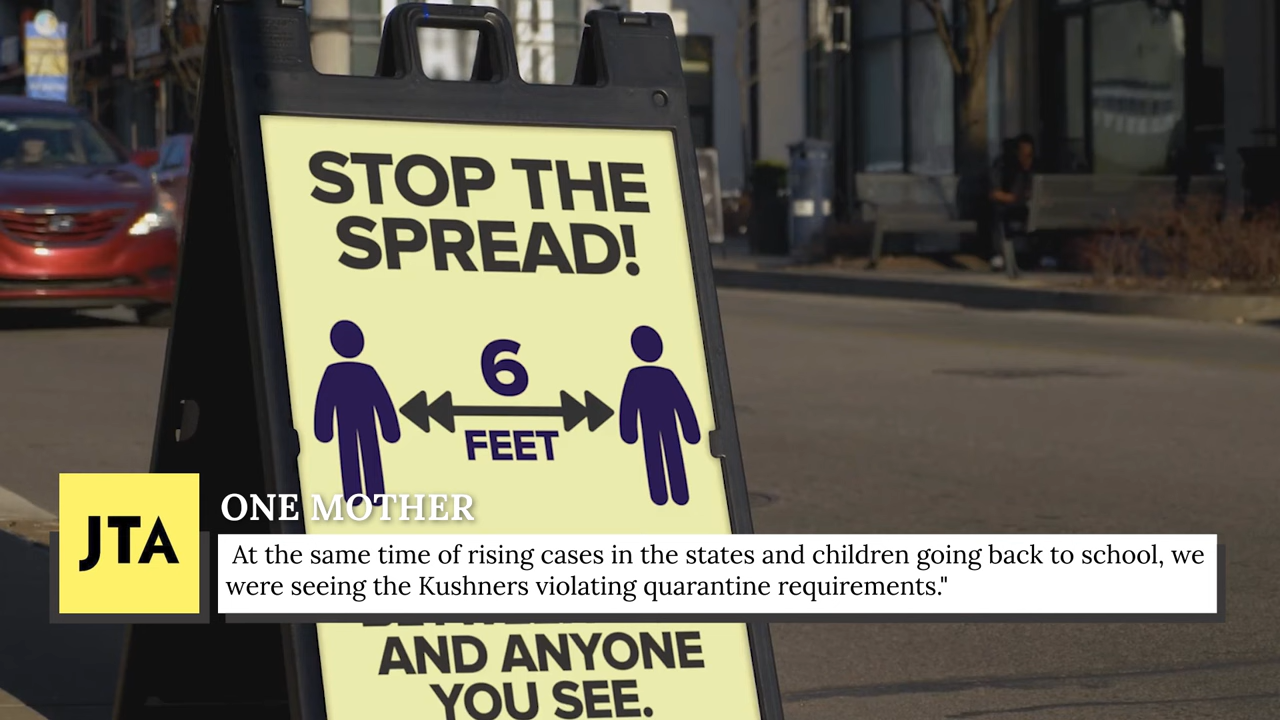 STOP THE
SPREAD!
6
FEET
JTA
ONE MOTHER
At the same time of rising cases in the states and children going back to school, we
were seeing the Kushners violating quarantine requirements."
AND ANYONE
YOU SEE.